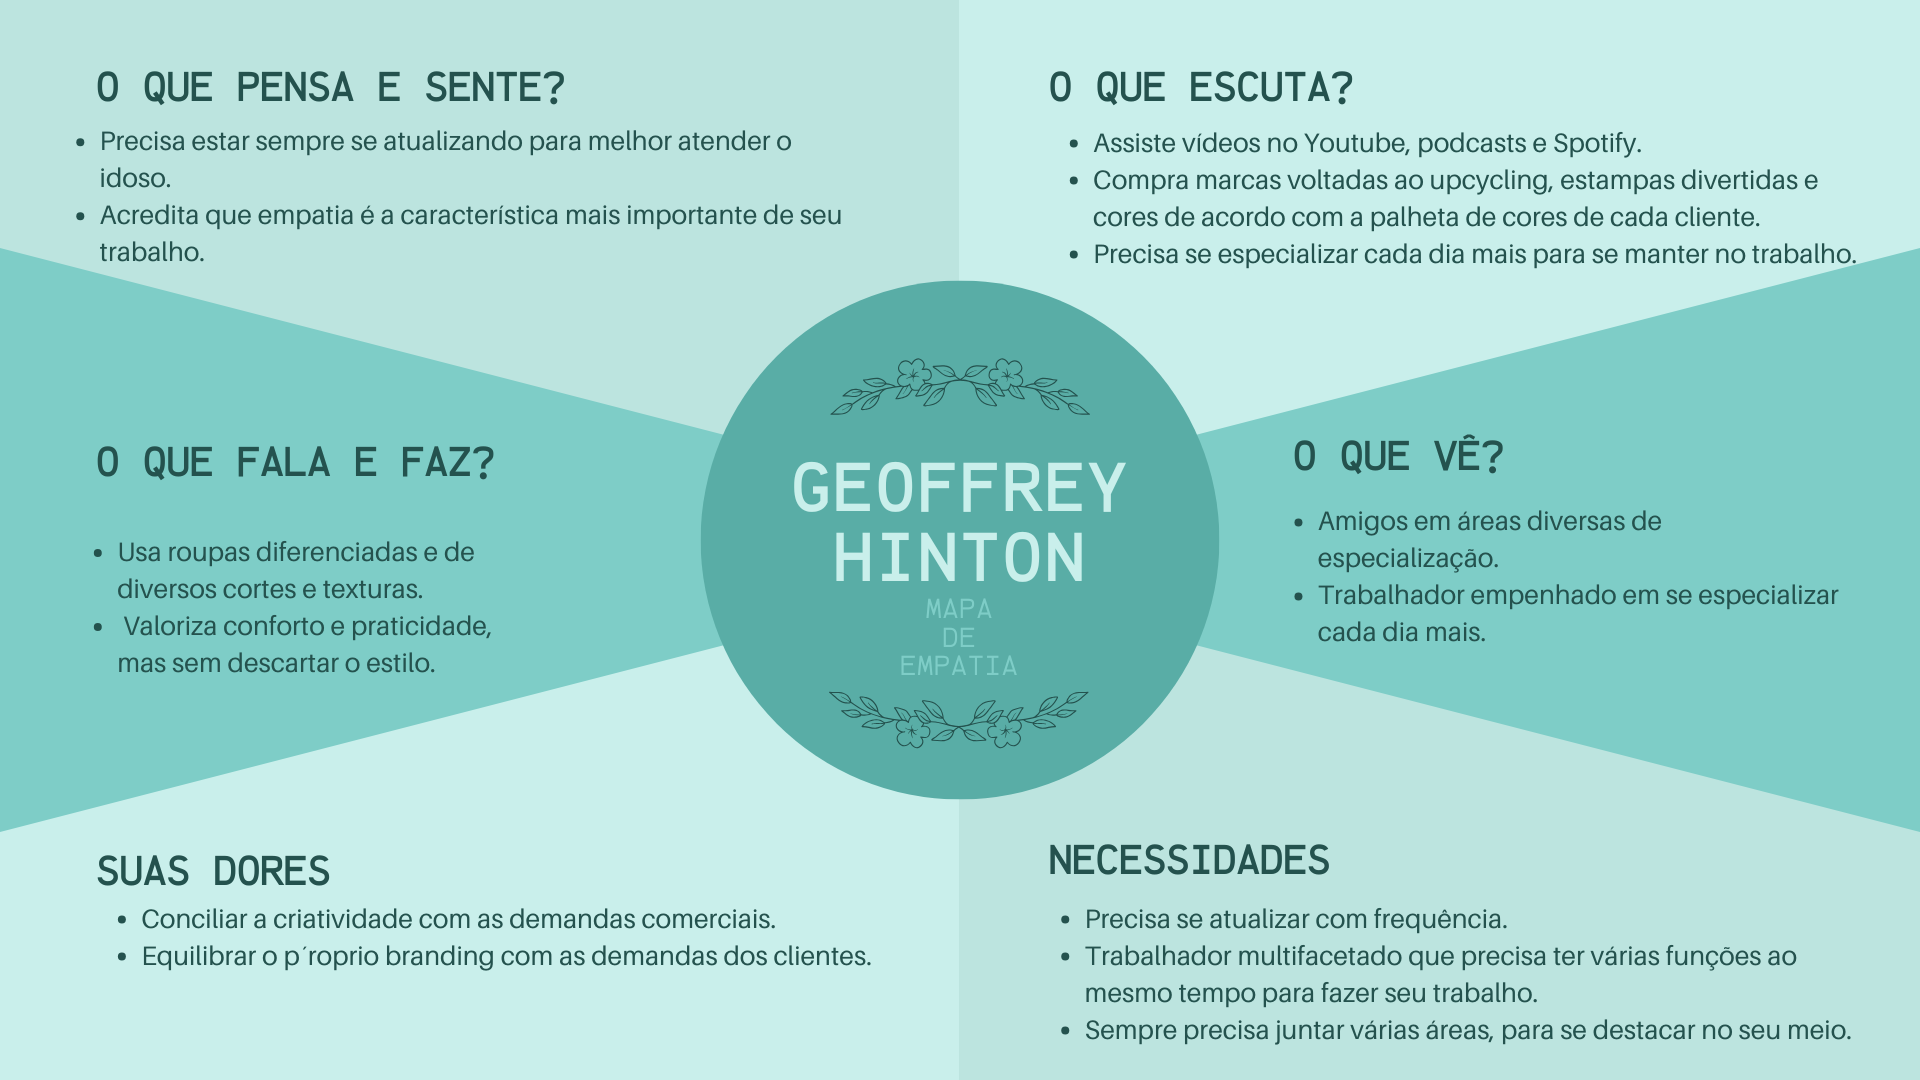 O QUE PENSA E SENTE?
• Precisa estar sempre se atualizando para melhor atender o
idoso.
• Acredita que empatia é a característica mais importante de seu
trabalho.
O QUE ESCUTA?
• Assiste vídeos no Youtube, podcasts e Spotify.
• Compra marcas voltadas ao upcycling, estampas divertidas e
cores de acordo com a palheta de cores de cada cliente.
• Precisa se especializar cada dia mais para se manter no trabalho.
O QUE FALA E FAZ?
• Usa roupas diferenciadas e de
diversos cortes e texturas.
• Valoriza conforto e praticidade,
mas sem descartar o estilo.
GEOFFREY
HINTON
MAPA
DE
EMPATIA
O QUE VÊ?
• Amigos em áreas diversas de
especialização.
• Trabalhador empenhado em se especializar
cada dia mais.
SUAS DORES
• Conciliar a criatividade com as demandas comerciais.
• Equilibrar o p´roprio branding com as demandas dos clientes.
NECESSIDADES
• Precisa se atualizar com frequência.
• Trabalhador multifacetado que precisa ter várias funções ao
mesmo tempo para fazer seu trabalho.
• Sempre precisa juntar várias áreas, para se destacar no seu meio.